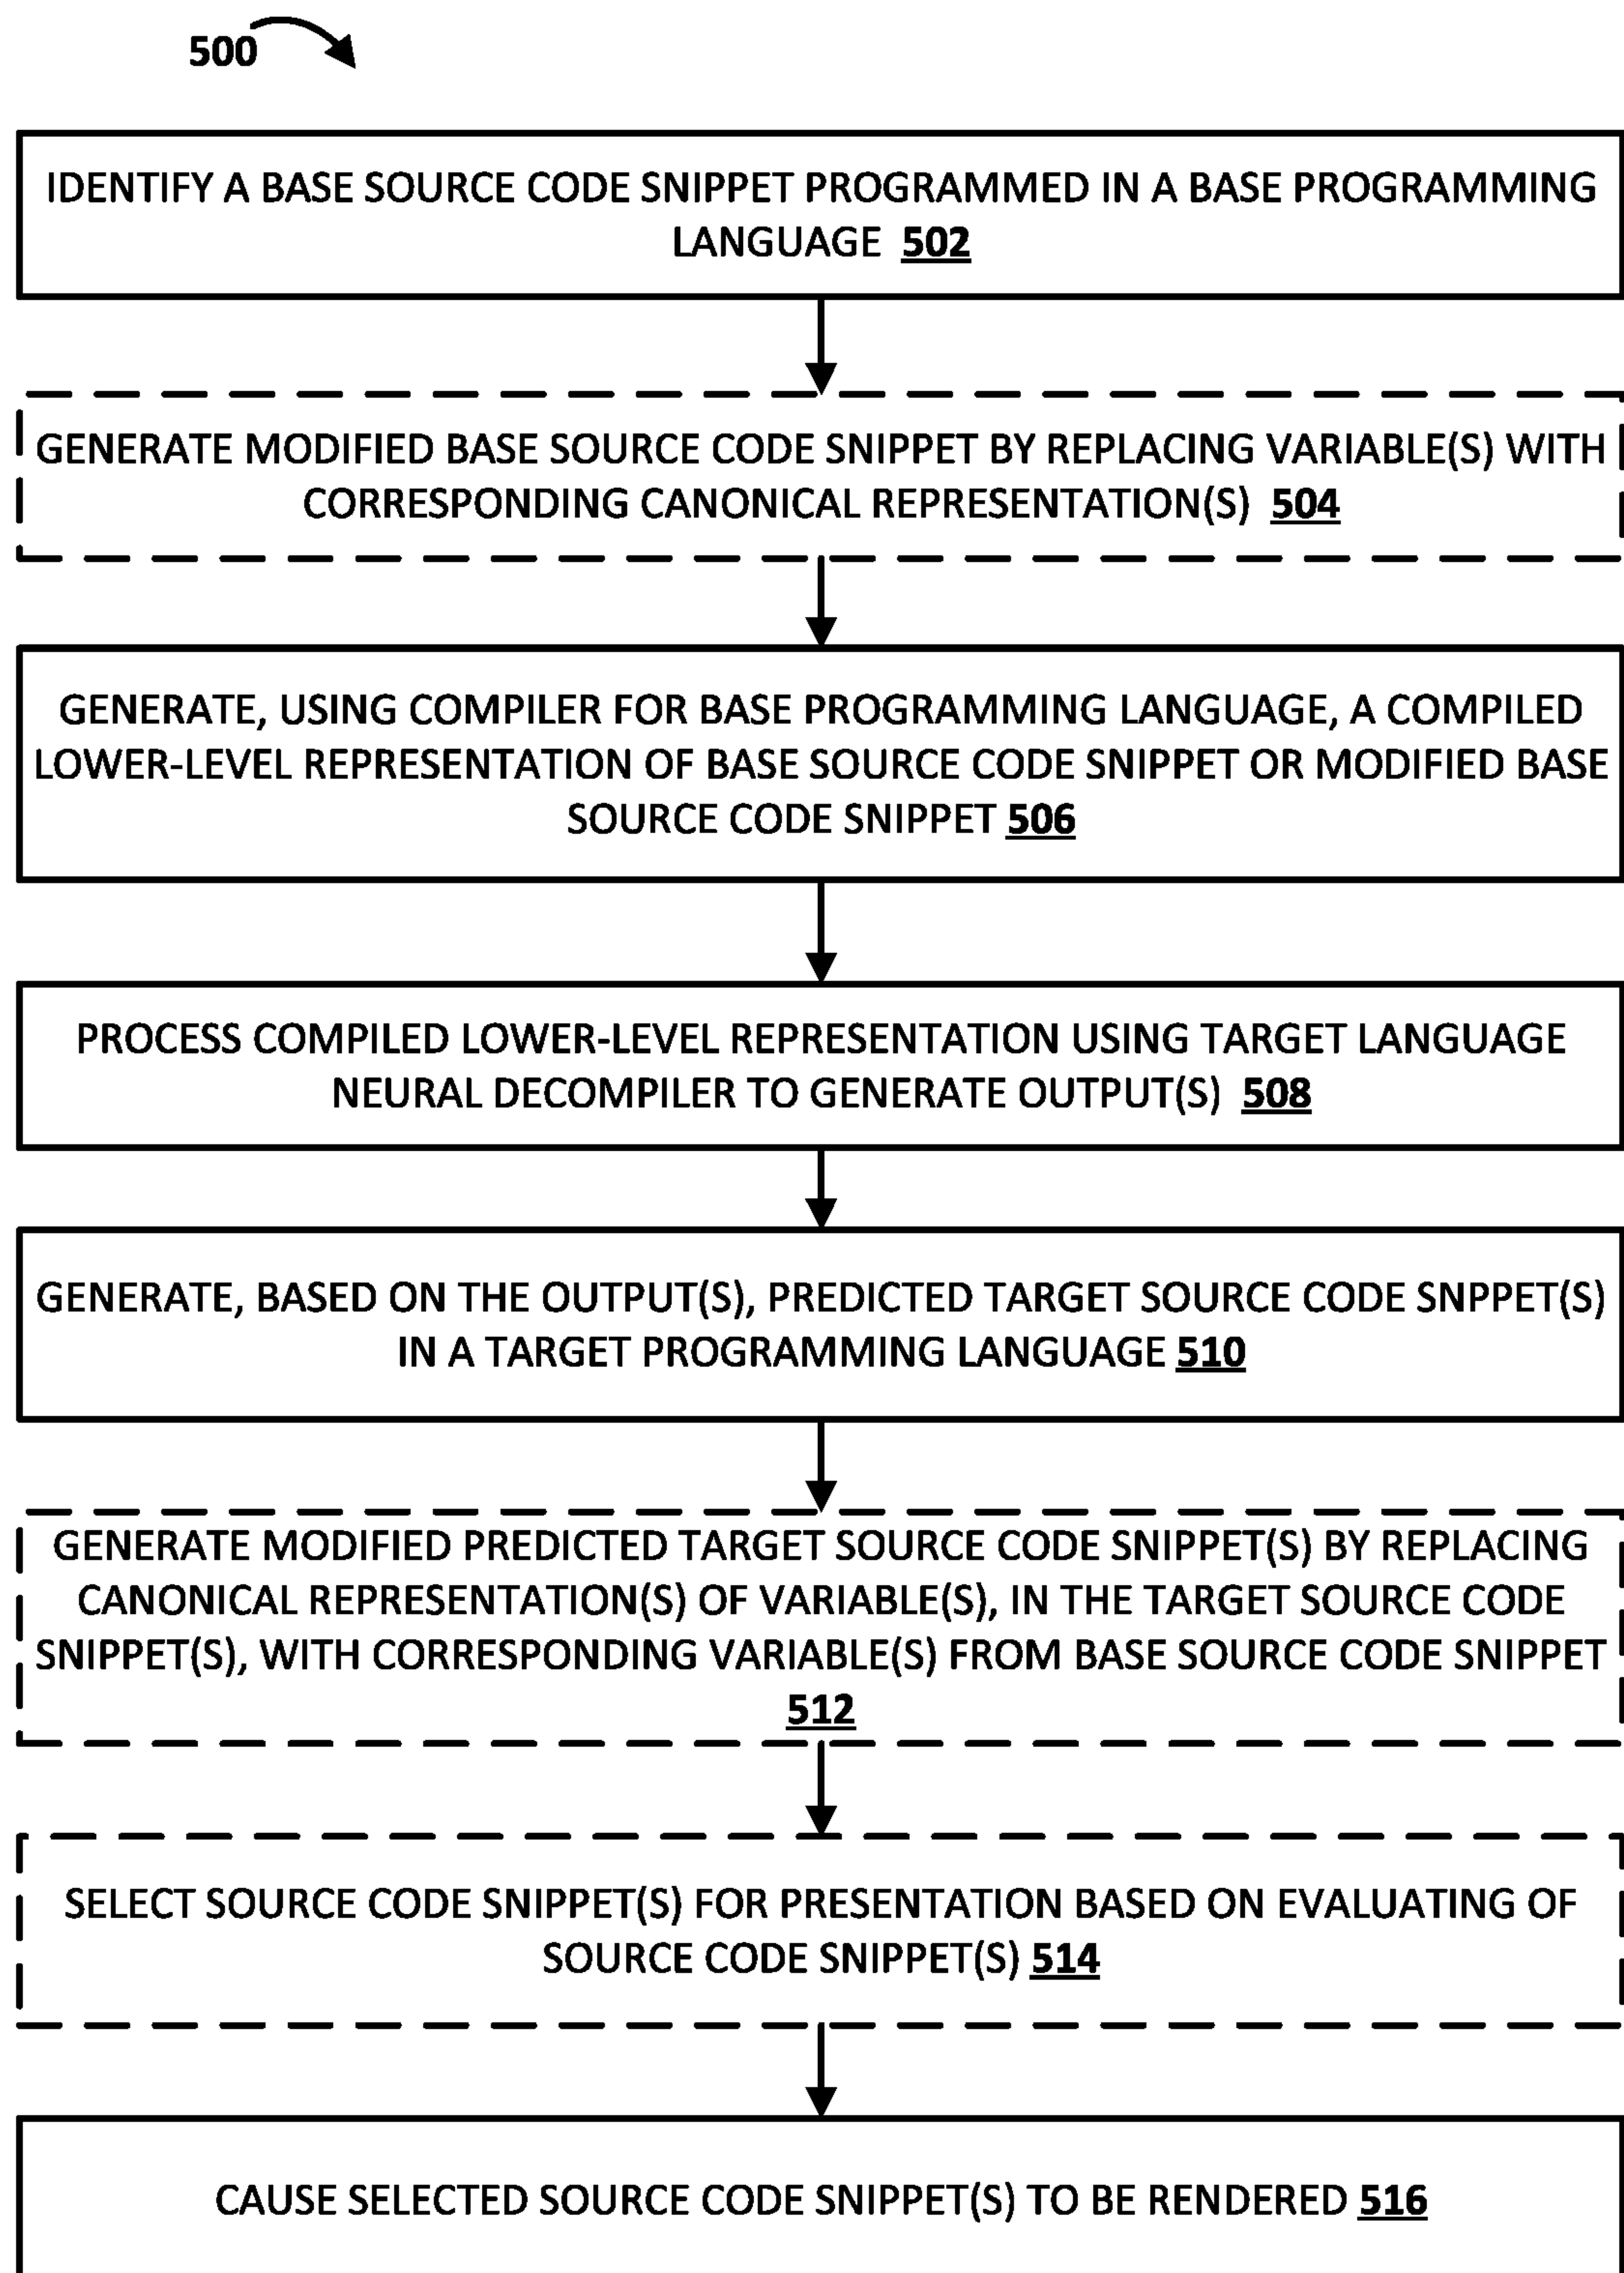 500
IDENTIFY A BASE SOURCE CODE SNIPPET PROGRAMMED IN A BASE PROGRAMMING
LANGUAGE 502
GENERATE MODIFIED BASE SOURCE CODE SNIPPET BY REPLACING VARIABLE(S) WITH
CORRESPONDING CANONICAL REPRESENTATION(S) 504
GENERATE, USING COMPILER FOR BASE PROGRAMMING LANGUAGE, A COMPILED
LOWER-LEVEL REPRESENTATION OF BASE SOURCE CODE SNIPPET OR MODIFIED BASE
SOURCE CODE SNIPPET 506
PROCESS COMPILED LOWER-LEVEL REPRESENTATION USING TARGET LANGUAGE
NEURAL DECOMPILER TO GENERATE OUTPUT(S) 508
GENERATE, BASED ON THE OUTPUT(S), PREDICTED TARGET SOURCE CODE SNPPET(S)
IN A TARGET PROGRAMMING LANGUAGE 510
GENERATE MODIFIED PREDICTED TARGET SOURCE CODE SNIPPET(S) BY REPLACING
CANONICAL REPRESENTATION(S) OF VARIABLE(S), IN THE TARGET SOURCE CODE
SNIPPET(S), WITH CORRESPONDING VARIABLE(S) FROM BASE SOURCE CODE SNIPPET
512
SELECT SOURCE CODE SNIPPET(S) FOR PRESENTATION BASED ON EVALUATING OF
SOURCE CODE SNIPPET(S) 514
CAUSE SELECTED SOURCE CODE SNIPPET(S) TO BE RENDERED 516